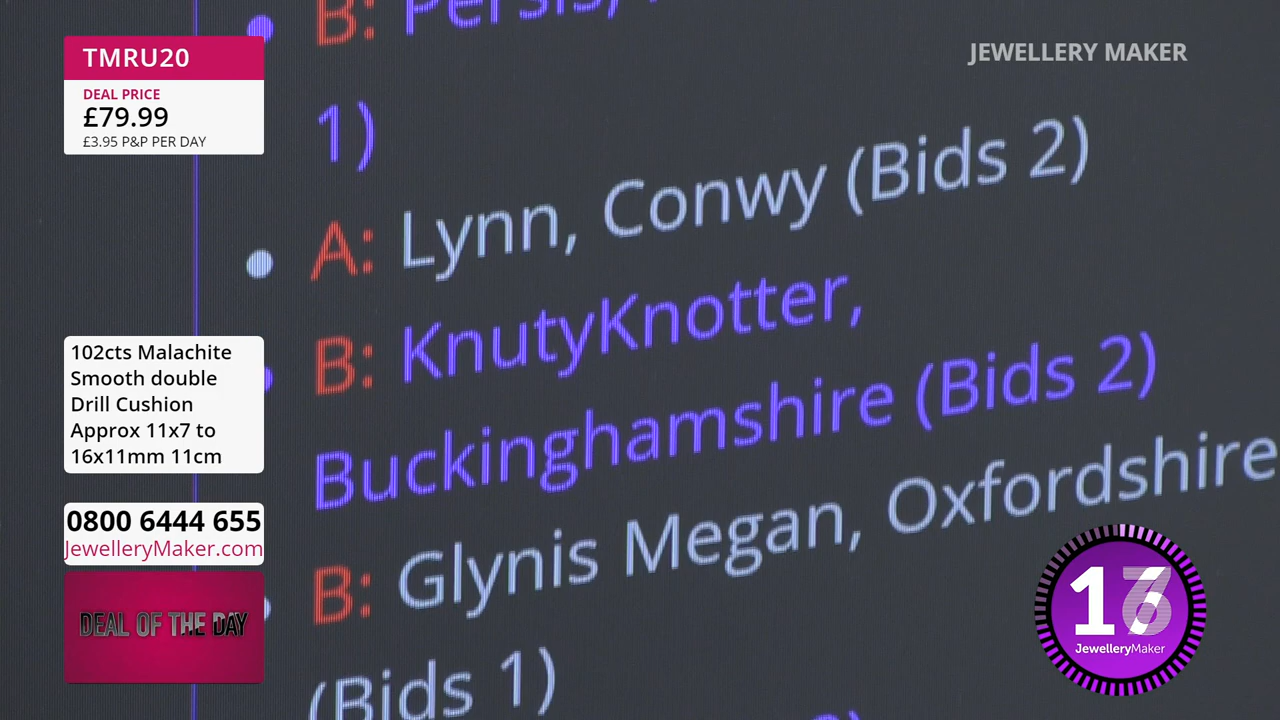 TMRU20
DEAL PRICE
£79.99
£3.95 P&P PER DAY
JEWELLERY MAKER
B: Persis,
1)
A: Lynn, Conwy (Bids 2)
B: KnutyKnotter,
Buckinghamshire (Bids 2)
B: Glynis Megan, Oxfordshire
(Bids 1)
102cts Malachite
Smooth double
Drill Cushion
Approx 11x7 to
16x11mm 11cm
0800 6444 655
JewelleryMaker.com
DEAL OF THE DAY
JewelleryMaker